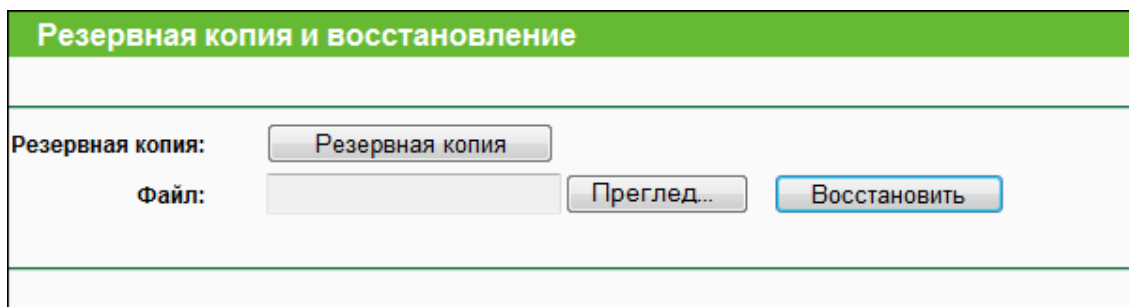 Резервная копия и восстановление
Резервная копия: Резервная копия
Файл: Преглед... Восстановить